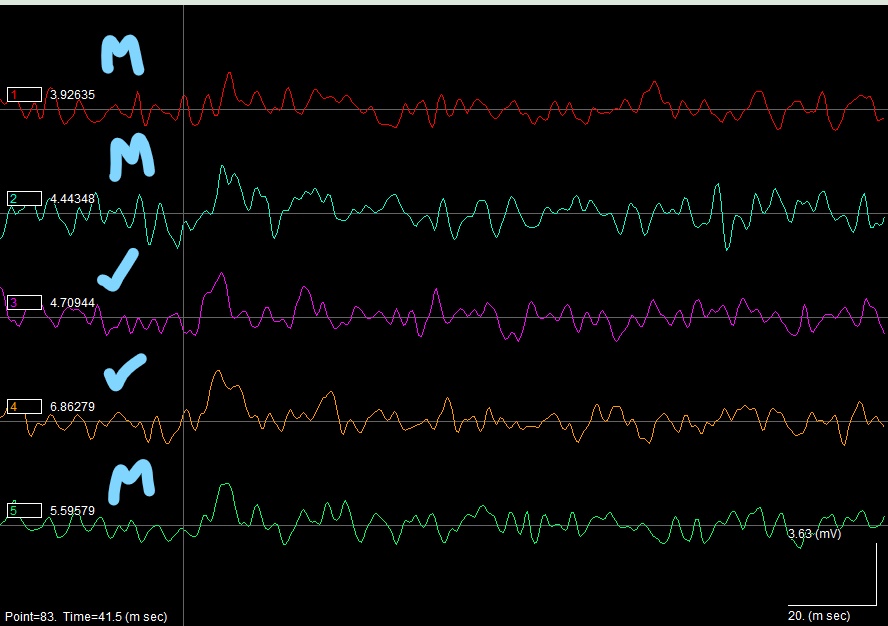 M
1 3.92635
M
2 4.44348
✓
3 4.70944
✓
4 6.86279
M
5 5.59579
3.63 (mV)
20. (m sec)
Point=83. Time=41.5 (m sec)